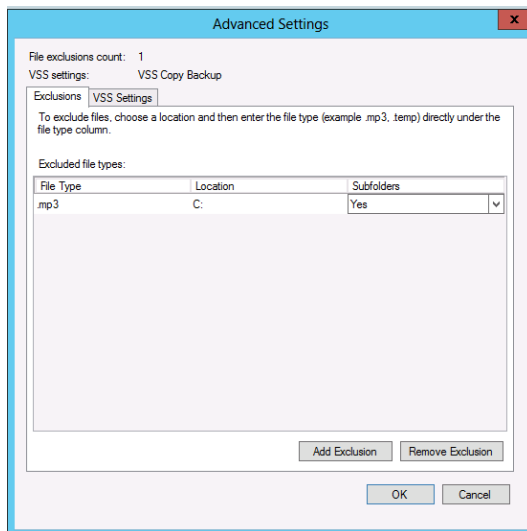 Advanced Settings
x
File exclusions count: 1
VSS settings: VSS Copy Backup
Exclusions VSS Settings
To exclude files, choose a location and then enter the file type (example .mp3, .temp) directly under the
file type column.
Excluded file types:
File Type Location Subfolders
.mp3 C: Yes
Add Exclusion Remove Exclusion
OK Cancel